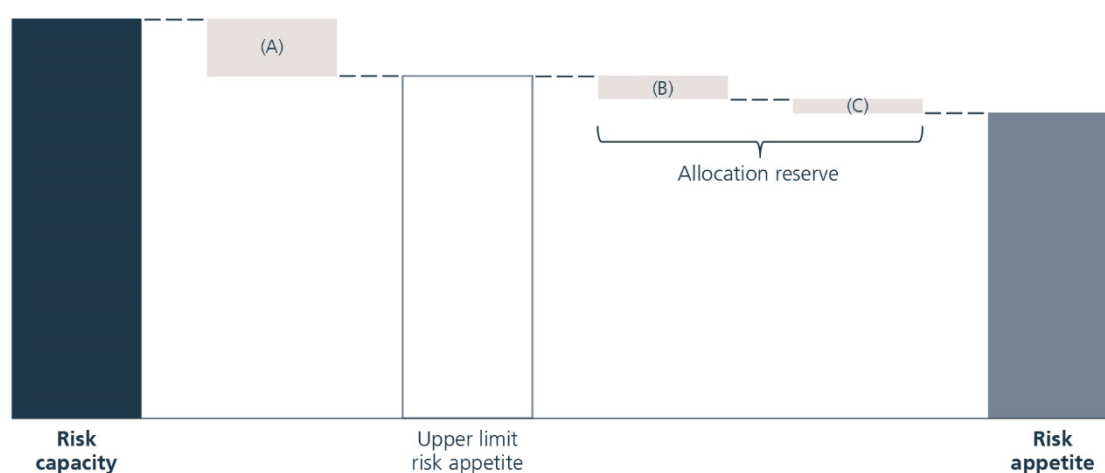 (A)
(B)
(C)
Allocation reserve
Risk
capacity
Upper limit
risk appetite
Risk
appetite